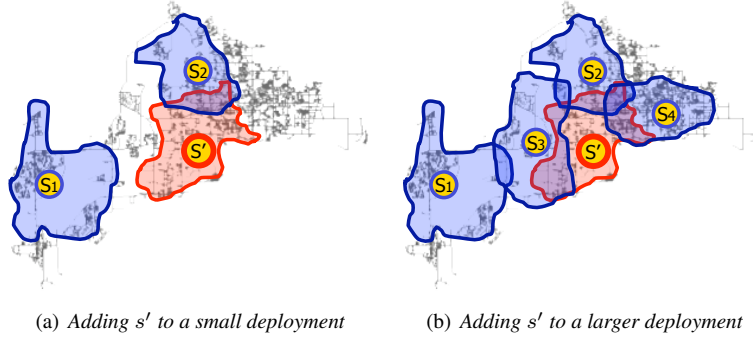 S2
S′
S1
S2
S3
S4
S′
S1
(a) Adding s′ to a small deployment
(b) Adding s′ to a larger deployment